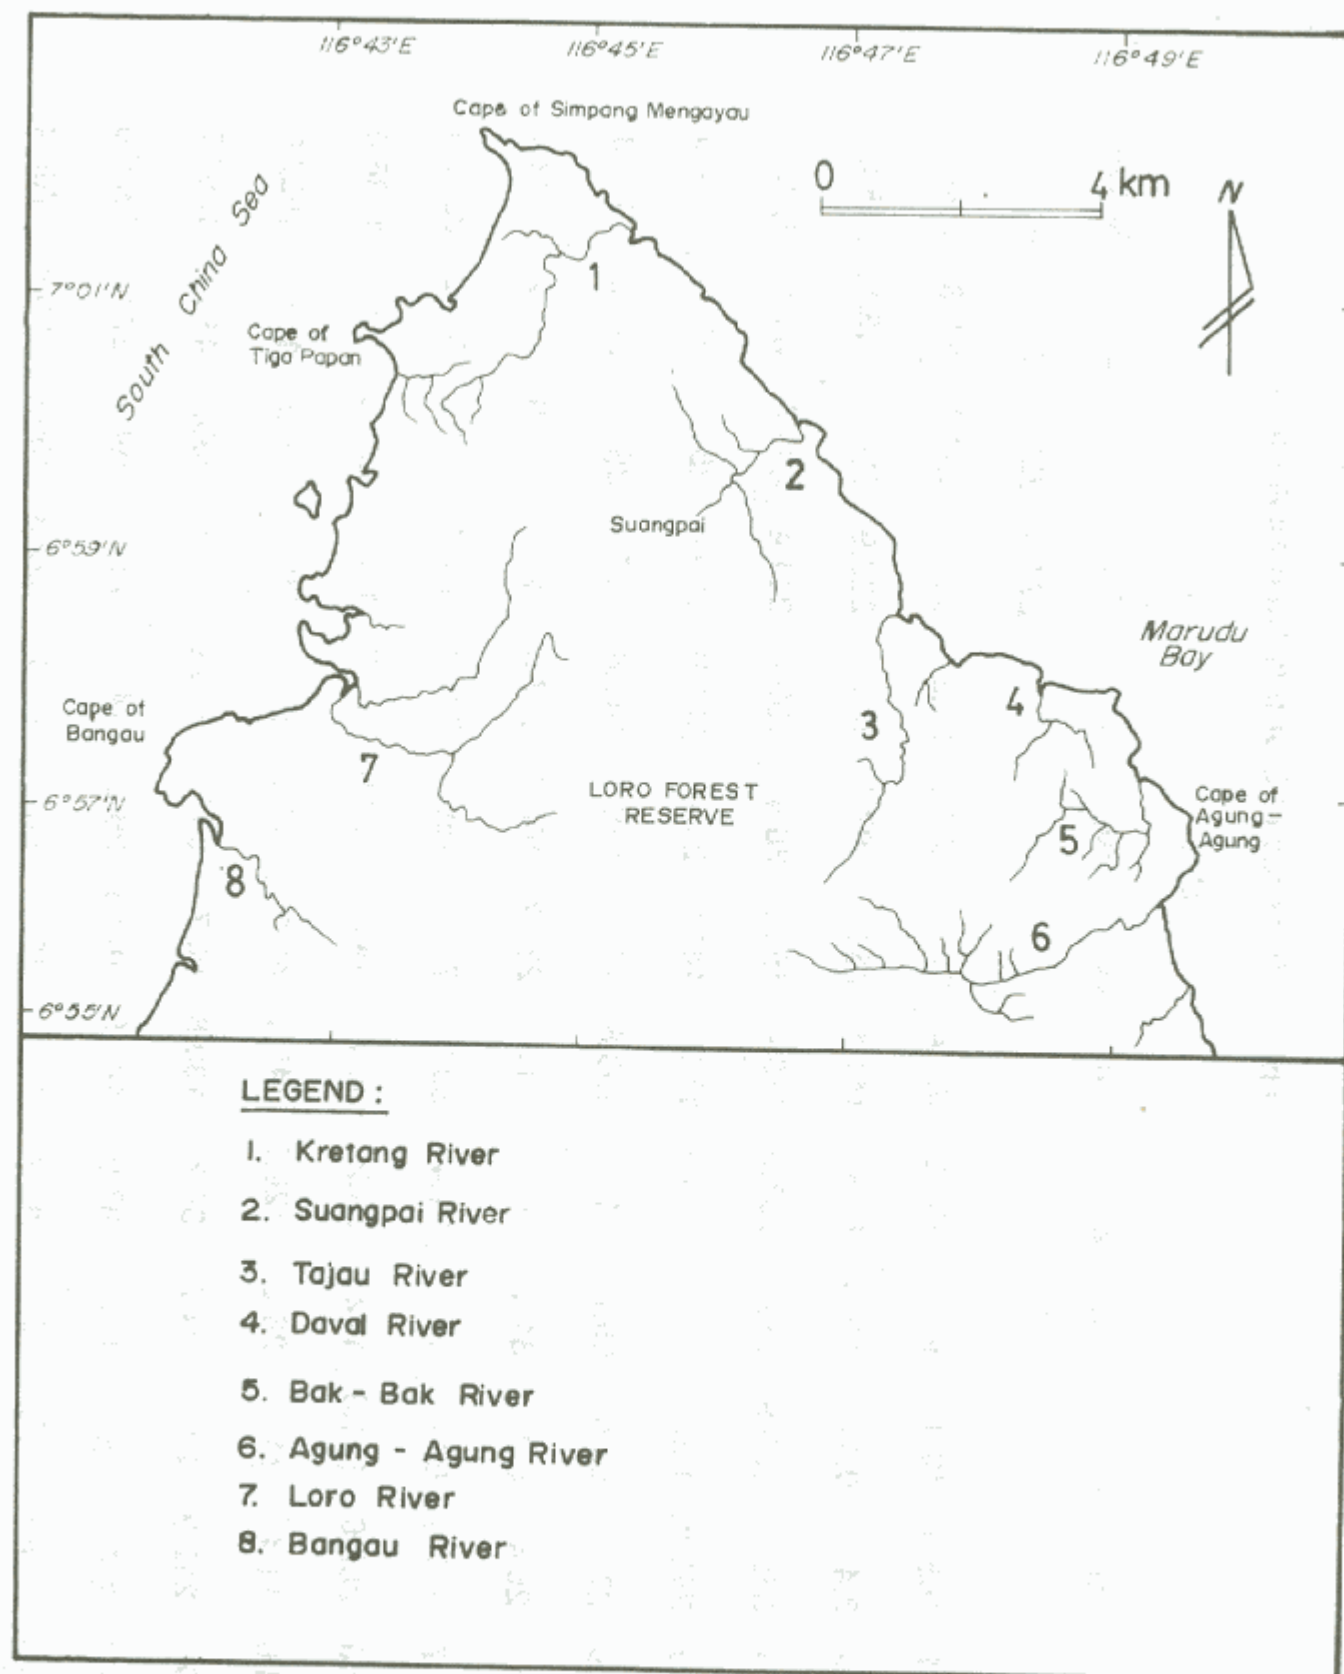 116°43'E
116°45'E
116°47'E
116°49'E
Cape of Simpang Mengayau
0
4 km
N
South China Sea
7°01'N
1
Cape of
Tiga Papan
2
Suangpai
6°59'N
Marudu
Bay
4
Cape of
Bangau
3
7
LORO FOREST
RESERVE
6°57'N
Cape of
Agung-
Agung
5
8
6
6°55'N
LEGEND :
1. Kretang River
2. Suangpai River
3. Tajau River
4. Daval River
5. Bak - Bak River
6. Agung - Agung River
7. Loro River
8. Bangau River